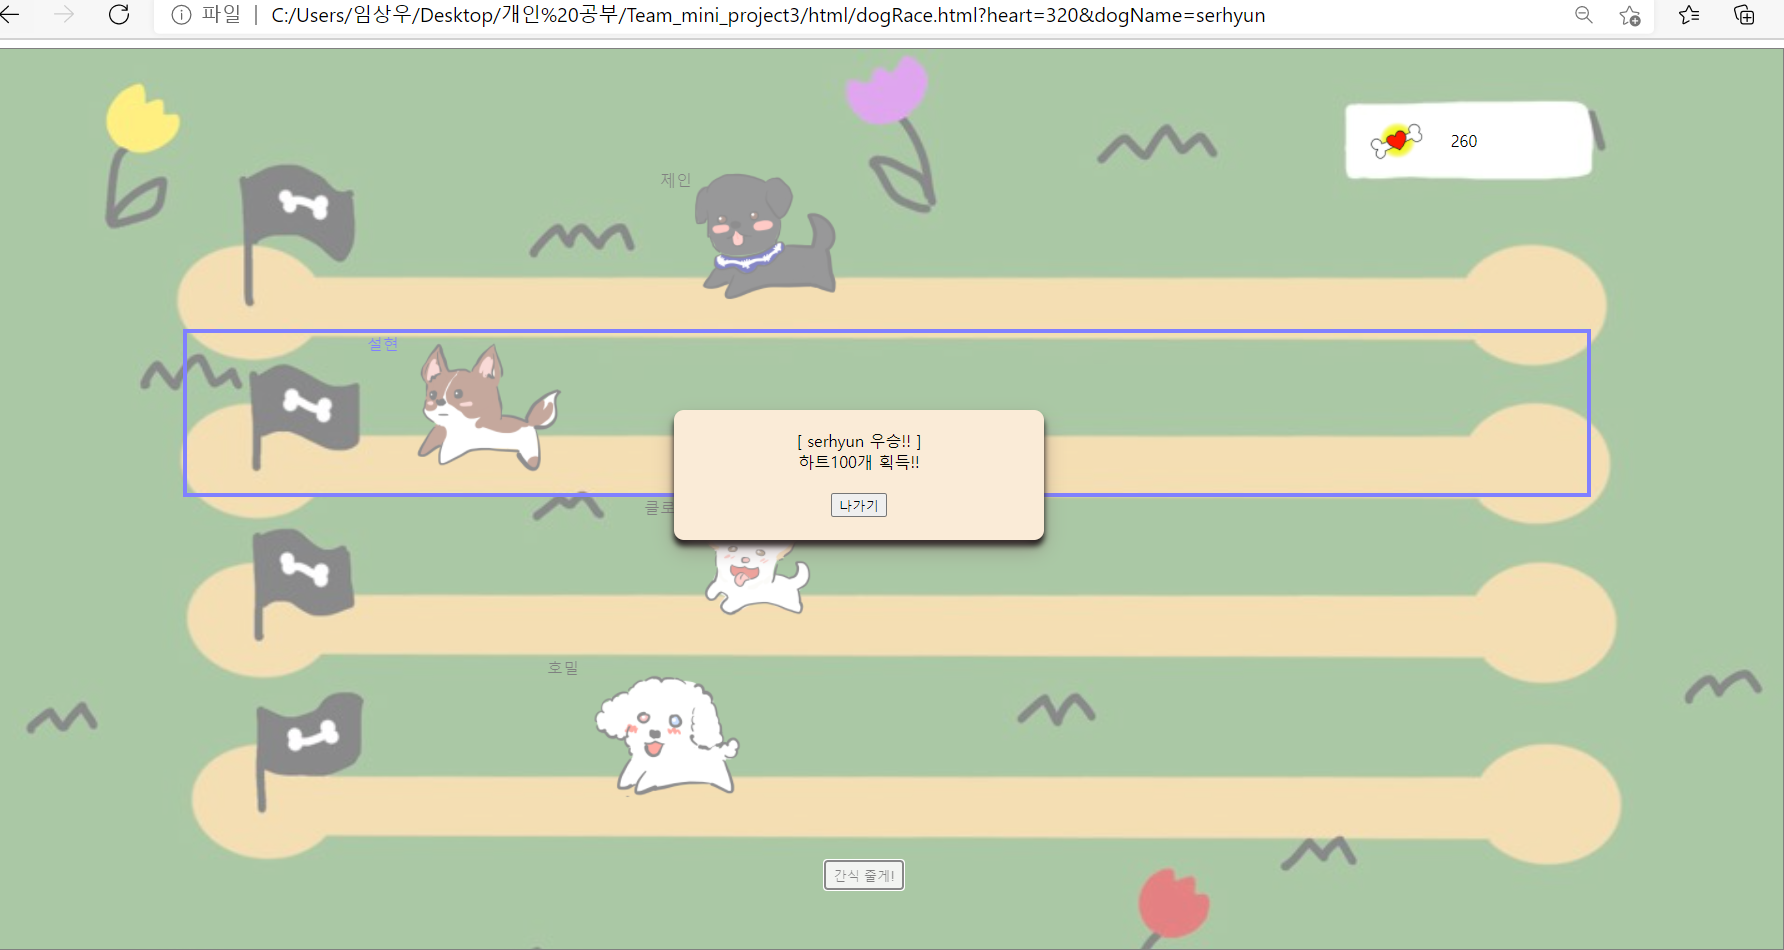 파일 | C:/Users/임상우/Desktop/개인%20공부/Team_mini_project3/html/dogRace.html?heart=320&dogName=serhyun
260
제인
설현
[ serhyun 우승!! ]
하트100개 획득!!
나가기
클로
호밀
간식 줄게!